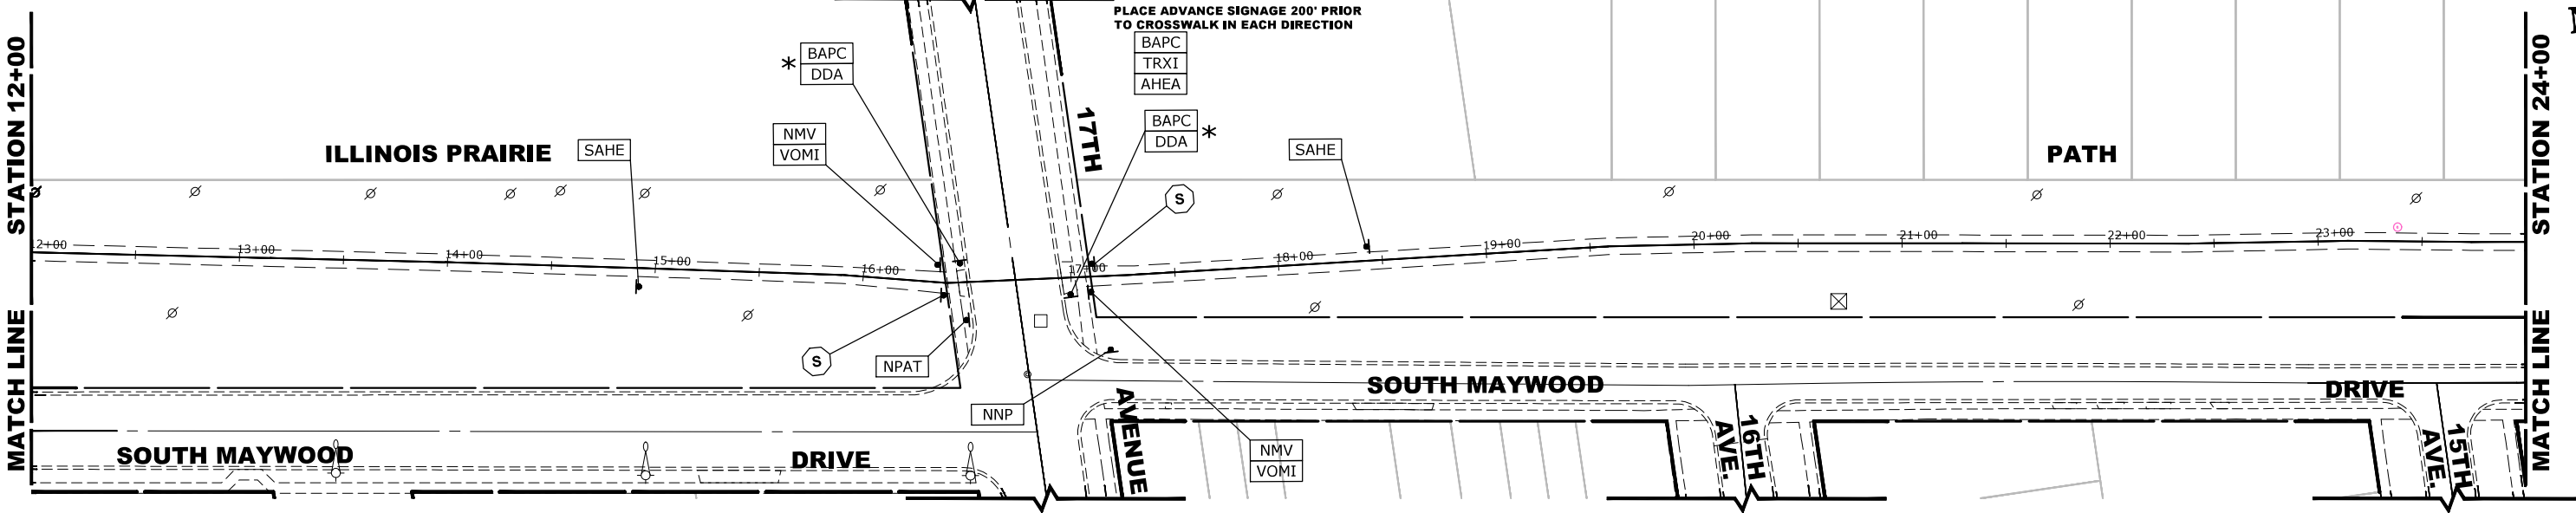 PLACE ADVANCE SIGNAGE 200' PRIOR
TO CROSSWALK IN EACH DIRECTION
BAPC
TRXI
AHEA
BAPC
DDA
*
BAPC
DDA
*
NMV
VOMI
SAHE
SAHE
ILLINOIS PRAIRIE
PATH
17TH
AVENUE
STATION 12+00
MATCH LINE
STATION 24+00
MATCH LINE
S
2+00
13+00
14+00
15+00
16+00
17+00
18+00
19+00
20+00
21+00
22+00
23+00
S
NPAT
NNP
NMV
VOMI
SOUTH MAYWOOD
DRIVE
SOUTH MAYWOOD
DRIVE
16TH
AVE.
15TH
AVE.